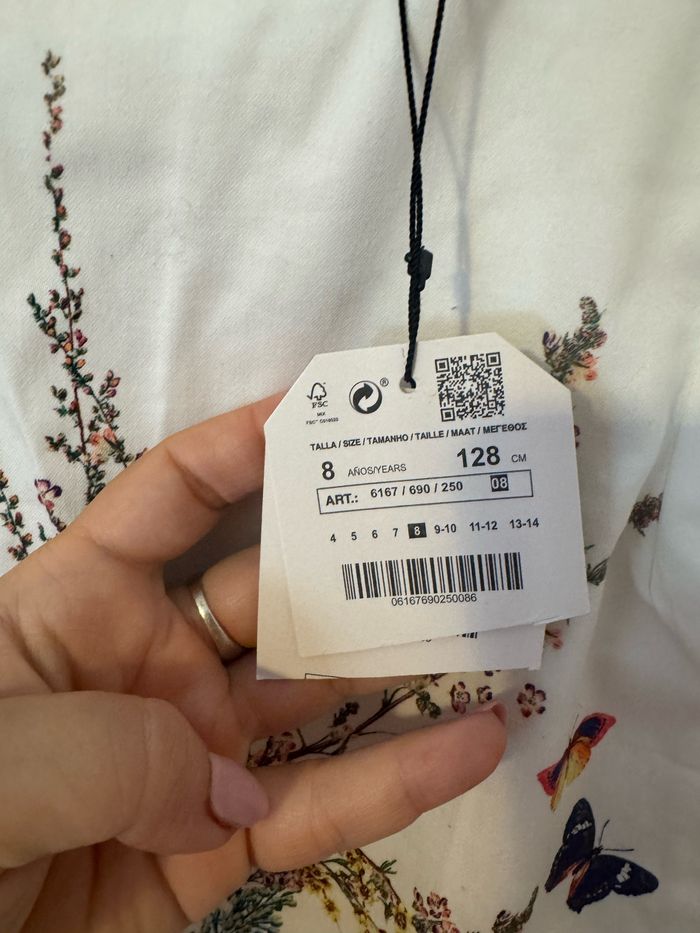 ®
FSC
MIX
TALLA / SIZE / TAMANHO / TAILLE / MAAT / ΜΕΓΕΘΟΣ
8 AÑOS/YEARS 128 CM
ART.: 6167 / 690 / 250 08
4 5 6 7 8 9-10 11-12 13-14
06167690250086